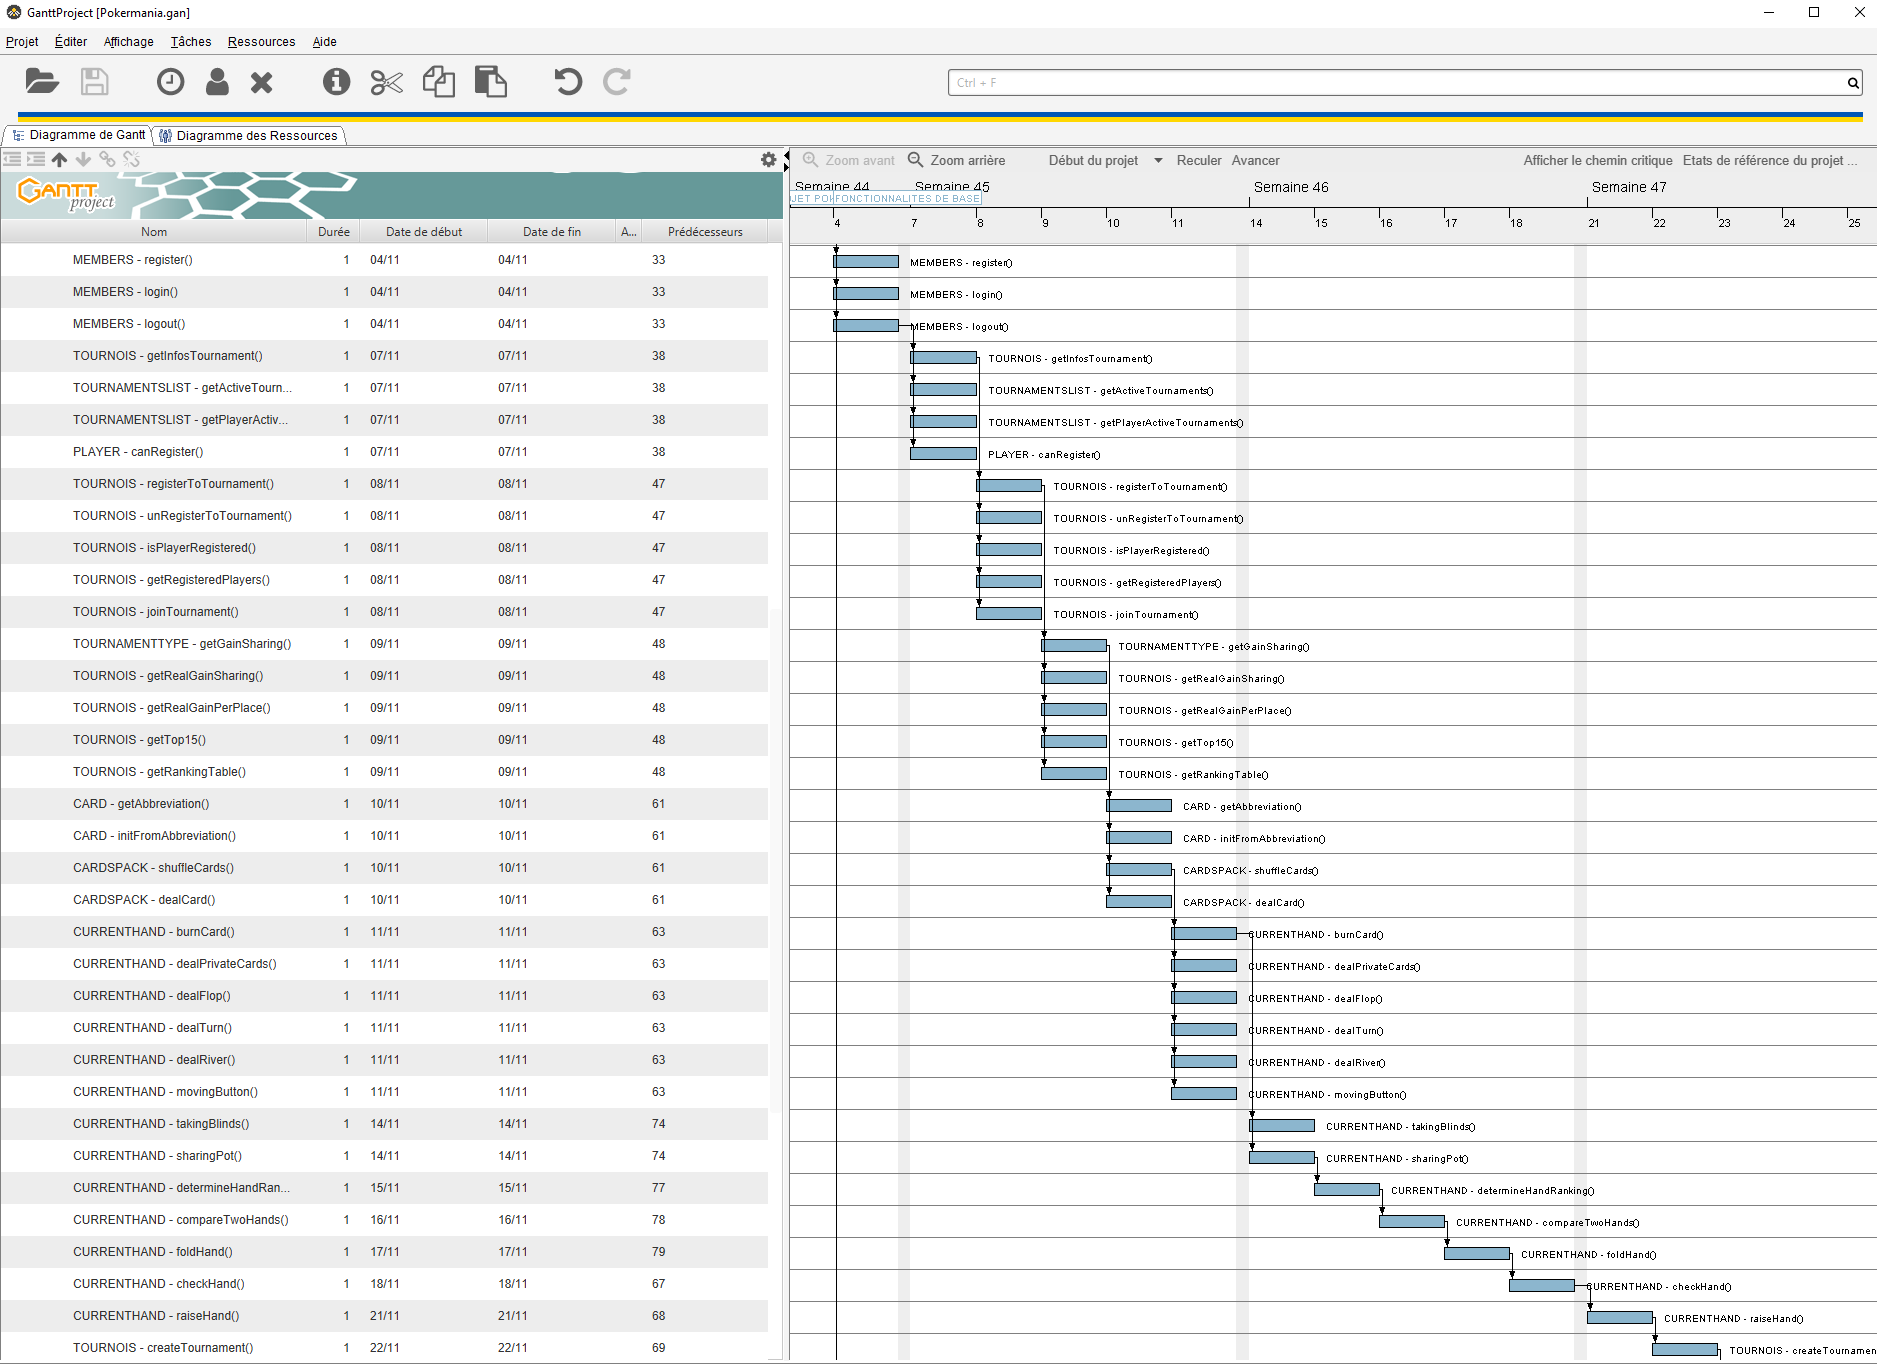 GanttProject [Pokermania.gan]
Projet Éditer Affichage Tâches Ressources Aide
Ctrl + F
Diagramme de Gantt Diagramme des Ressources
Zoom avant Zoom arrière Début du projet Reculer Avancer Afficher le chemin critique Etats de référence du projet ...
GANTT project
Semaine 44 Semaine 45 Semaine 46 Semaine 47
JET POI FONCTIONNALITES DE BASE
4 7 8 9 10 11 14 15 16 17 18 21 22 23 24 25
Nom Durée Date de début Date de fin A... Prédécesseurs
MEMBERS - register() 1 04/11 04/11 33 MEMBERS - register()
MEMBERS - login() 1 04/11 04/11 33 MEMBERS - login()
MEMBERS - logout() 1 04/11 04/11 33 MEMBERS - logout()
TOURNOIS - getInfosTournament() 1 07/11 07/11 38 TOURNOIS - getInfosTournament()
TOURNAMENTSLIST - getActiveTourn... 1 07/11 07/11 38 TOURNAMENTSLIST - getActiveTournaments()
TOURNAMENTSLIST - getPlayerActiv... 1 07/11 07/11 38 TOURNAMENTSLIST - getPlayerActiveTournaments()
PLAYER - canRegister() 1 07/11 07/11 38 PLAYER - canRegister()
TOURNOIS - registerToTournament() 1 08/11 08/11 47 TOURNOIS - registerToTournament()
TOURNOIS - unRegisterToTournament() 1 08/11 08/11 47 TOURNOIS - unRegisterToTournament()
TOURNOIS - isPlayerRegistered() 1 08/11 08/11 47 TOURNOIS - isPlayerRegistered()
TOURNOIS - getRegisteredPlayers() 1 08/11 08/11 47 TOURNOIS - getRegisteredPlayers()
TOURNOIS - joinTournament() 1 08/11 08/11 47 TOURNOIS - joinTournament()
TOURNAMENTTYPE - getGainSharing() 1 09/11 09/11 48 TOURNAMENTTYPE - getGainSharing()
TOURNOIS - getRealGainSharing() 1 09/11 09/11 48 TOURNOIS - getRealGainSharing()
TOURNOIS - getRealGainPerPlace() 1 09/11 09/11 48 TOURNOIS - getRealGainPerPlace()
TOURNOIS - getTop15() 1 09/11 09/11 48 TOURNOIS - getTop15()
TOURNOIS - getRankingTable() 1 09/11 09/11 48 TOURNOIS - getRankingTable()
CARD - getAbbreviation() 1 10/11 10/11 61 CARD - getAbbreviation()
CARD - initFromAbbreviation() 1 10/11 10/11 61 CARD - initFromAbbreviation()
CARDSPACK - shuffleCards() 1 10/11 10/11 61 CARDSPACK - shuffleCards()
CARDSPACK - dealCard() 1 10/11 10/11 61 CARDSPACK - dealCard()
CURRENTHAND - burnCard() 1 11/11 11/11 63 CURRENTHAND - burnCard()
CURRENTHAND - dealPrivateCards() 1 11/11 11/11 63 CURRENTHAND - dealPrivateCards()
CURRENTHAND - dealFlop() 1 11/11 11/11 63 CURRENTHAND - dealFlop()
CURRENTHAND - dealTurn() 1 11/11 11/11 63 CURRENTHAND - dealTurn()
CURRENTHAND - dealRiver() 1 11/11 11/11 63 CURRENTHAND - dealRiver()
CURRENTHAND - movingButton() 1 11/11 11/11 63 CURRENTHAND - movingButton()
CURRENTHAND - takingBlinds() 1 14/11 14/11 74 CURRENTHAND - takingBlinds()
CURRENTHAND - sharingPot() 1 14/11 14/11 74 CURRENTHAND - sharingPot()
CURRENTHAND - determineHandRan... 1 15/11 15/11 77 CURRENTHAND - determineHandRanking()
CURRENTHAND - compareTwoHands() 1 16/11 16/11 78 CURRENTHAND - compareTwoHands()
CURRENTHAND - foldHand() 1 17/11 17/11 79 CURRENTHAND - foldHand()
CURRENTHAND - checkHand() 1 18/11 18/11 67 CURRENTHAND - checkHand()
CURRENTHAND - raiseHand() 1 21/11 21/11 68 CURRENTHAND - raiseHand()
TOURNOIS - createTournament() 1 22/11 22/11 69 TOURNOIS - createTournamen